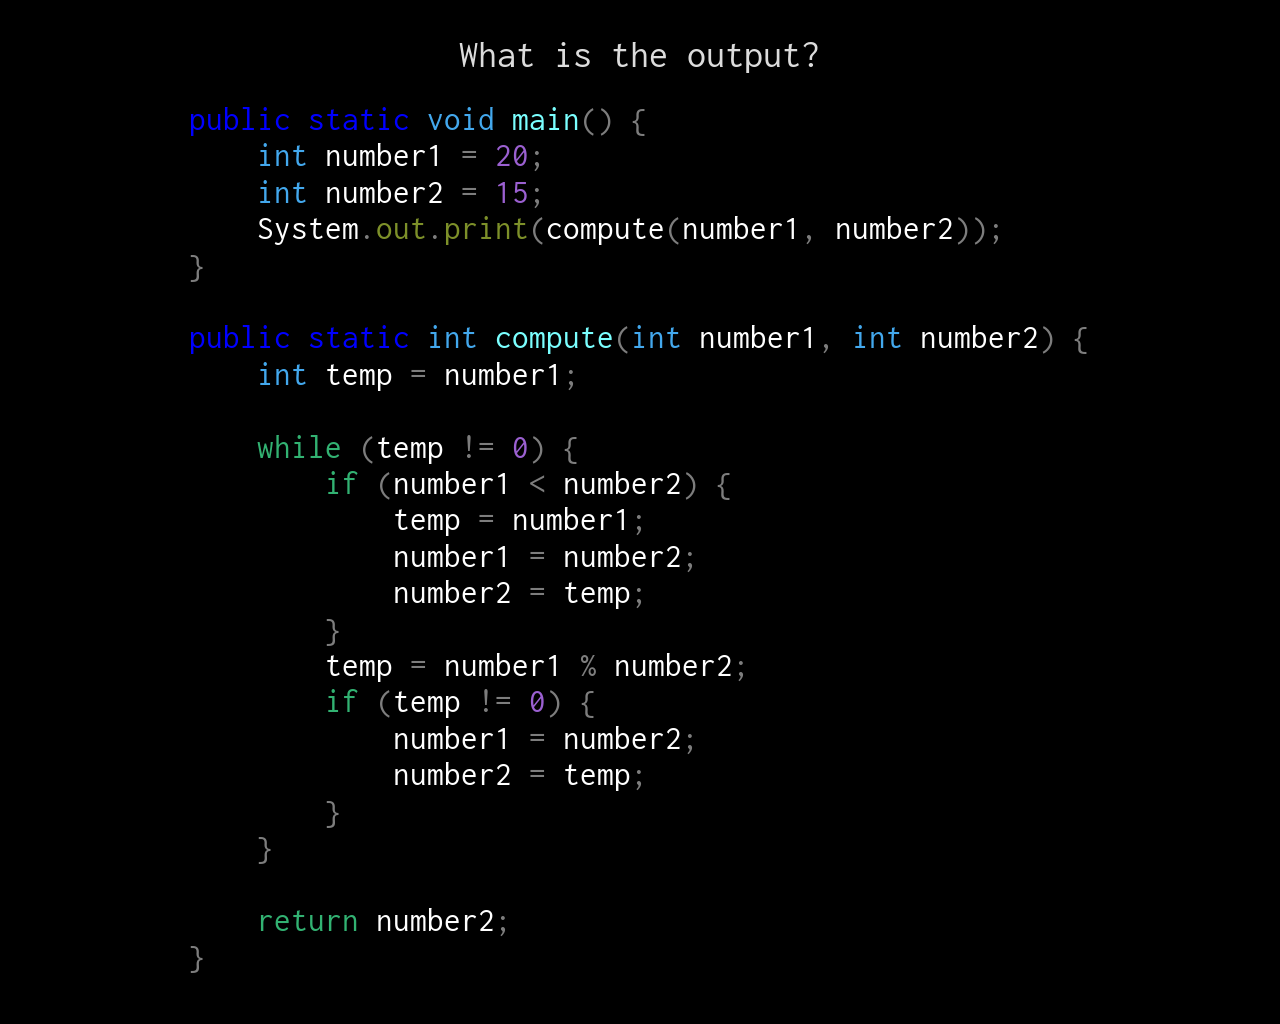 What is the output?
public static void main() {
    int number1 = 20;
    int number2 = 15;
    System.out.print(compute(number1, number2));
}
public static int compute(int number1, int number2) {
    int temp = number1;
    while (temp != 0) {
        if (number1 < number2) {
            temp = number1;
            number1 = number2;
            number2 = temp;
        }
        temp = number1 % number2;
        if (temp != 0) {
            number1 = number2;
            number2 = temp;
        }
    }
    return number2;
}